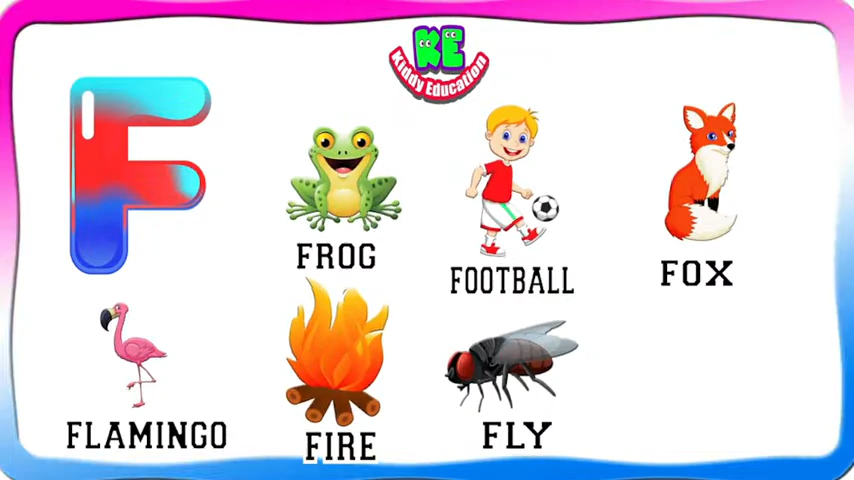 KE
Kiddy Education
F
FROG
FOOTBALL
FOX
FLAMINGO
FIRE
FLY